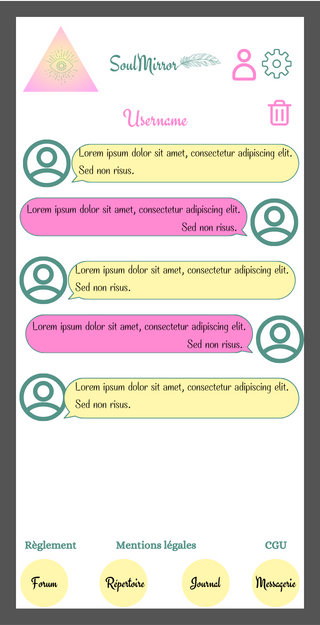 SoulMirror
Username
Lorem ipsum dolor sit amet, consectetur adipiscing elit.
Sed non risus.
Lorem ipsum dolor sit amet, consectetur adipiscing elit.
Sed non risus.
Lorem ipsum dolor sit amet, consectetur adipiscing elit.
Sed non risus.
Lorem ipsum dolor sit amet, consectetur adipiscing elit.
Sed non risus.
Lorem ipsum dolor sit amet, consectetur adipiscing elit.
Sed non risus.
Règlement Mentions légales CGU
Forum Répertoire Journal Messagerie